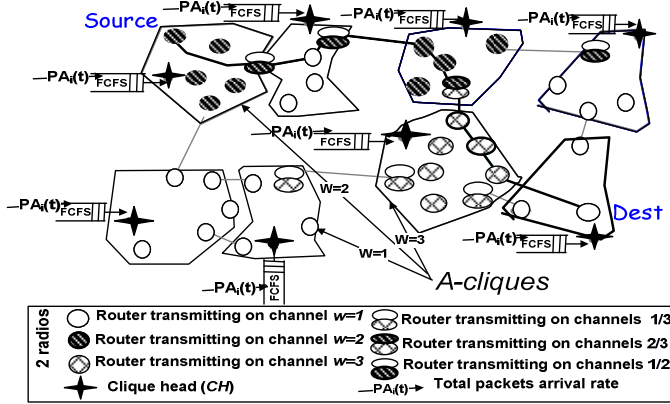 PAi(t)
PAi(t)
PAi(t)
Source
FCFS
FCFS
FCFS
PAi(t)
FCFS
PAi(t)
FCFS
w=2
PAi(t)
FCFS
Dest
w=3
PAi(t)
FCFS
w=1
PAi(t)
FCFS
A-cliques
2 radios
Router transmitting on channel w=1
Router transmitting on channels 1/3
Router transmitting on channel w=2
Router transmitting on channels 2/3
Router transmitting on channel w=3
Router transmitting on channels 1/2
Clique head (CH)
PAi(t) Total packets arrival rate